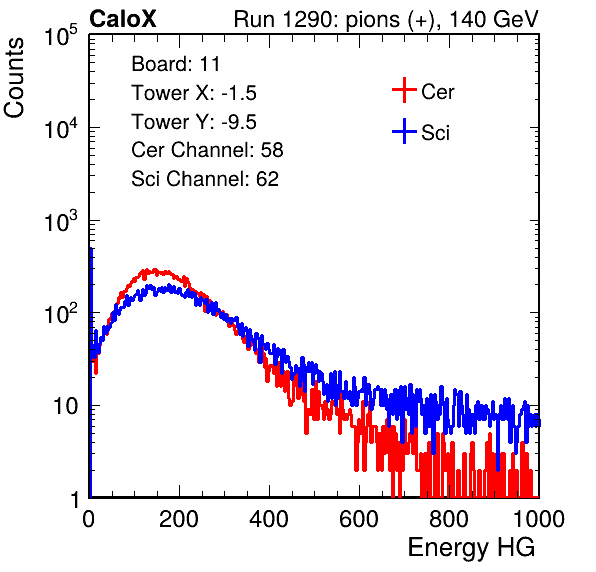 CaloX Run 1290: pions (+), 140 GeV
Counts
10^5
10^4
10^3
10^2
10
1
Board: 11
Tower X: -1.5
Tower Y: -9.5
Cer Channel: 58
Sci Channel: 62
Cer
Sci
0 200 400 600 800 1000
Energy HG